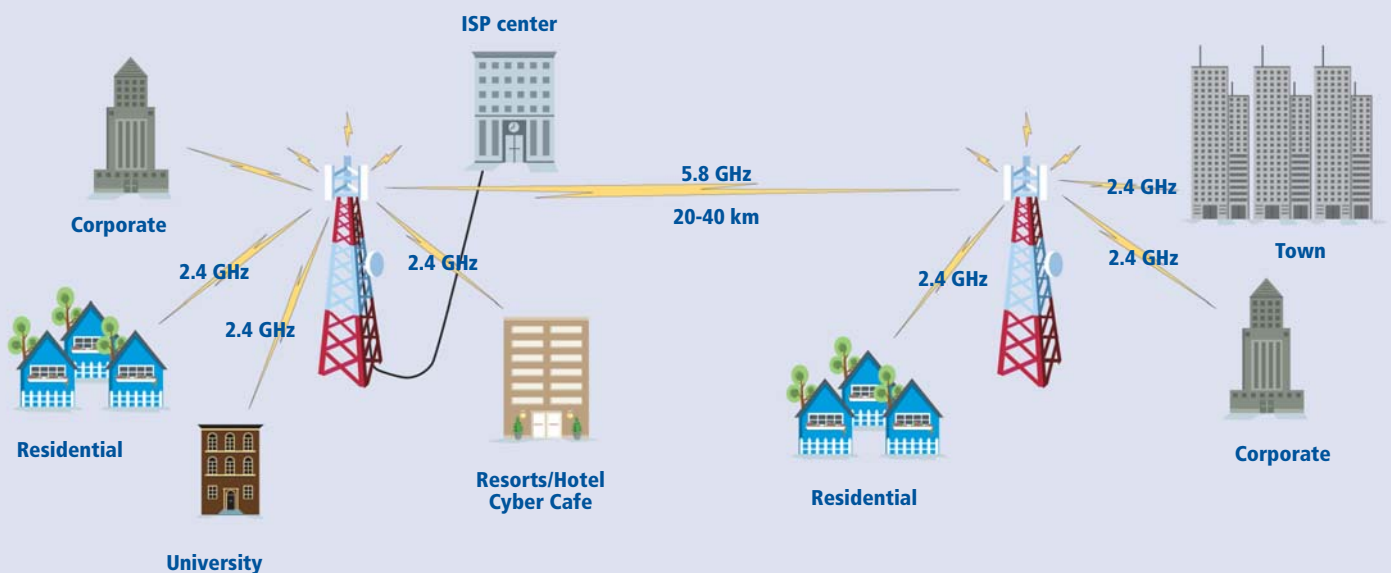 ISP center
Corporate
5.8 GHz
20-40 km
2.4 GHz
2.4 GHz
2.4 GHz
Residential
University
Resorts/Hotel
Cyber Cafe
2.4 GHz
Town
2.4 GHz
2.4 GHz
Corporate
Residential